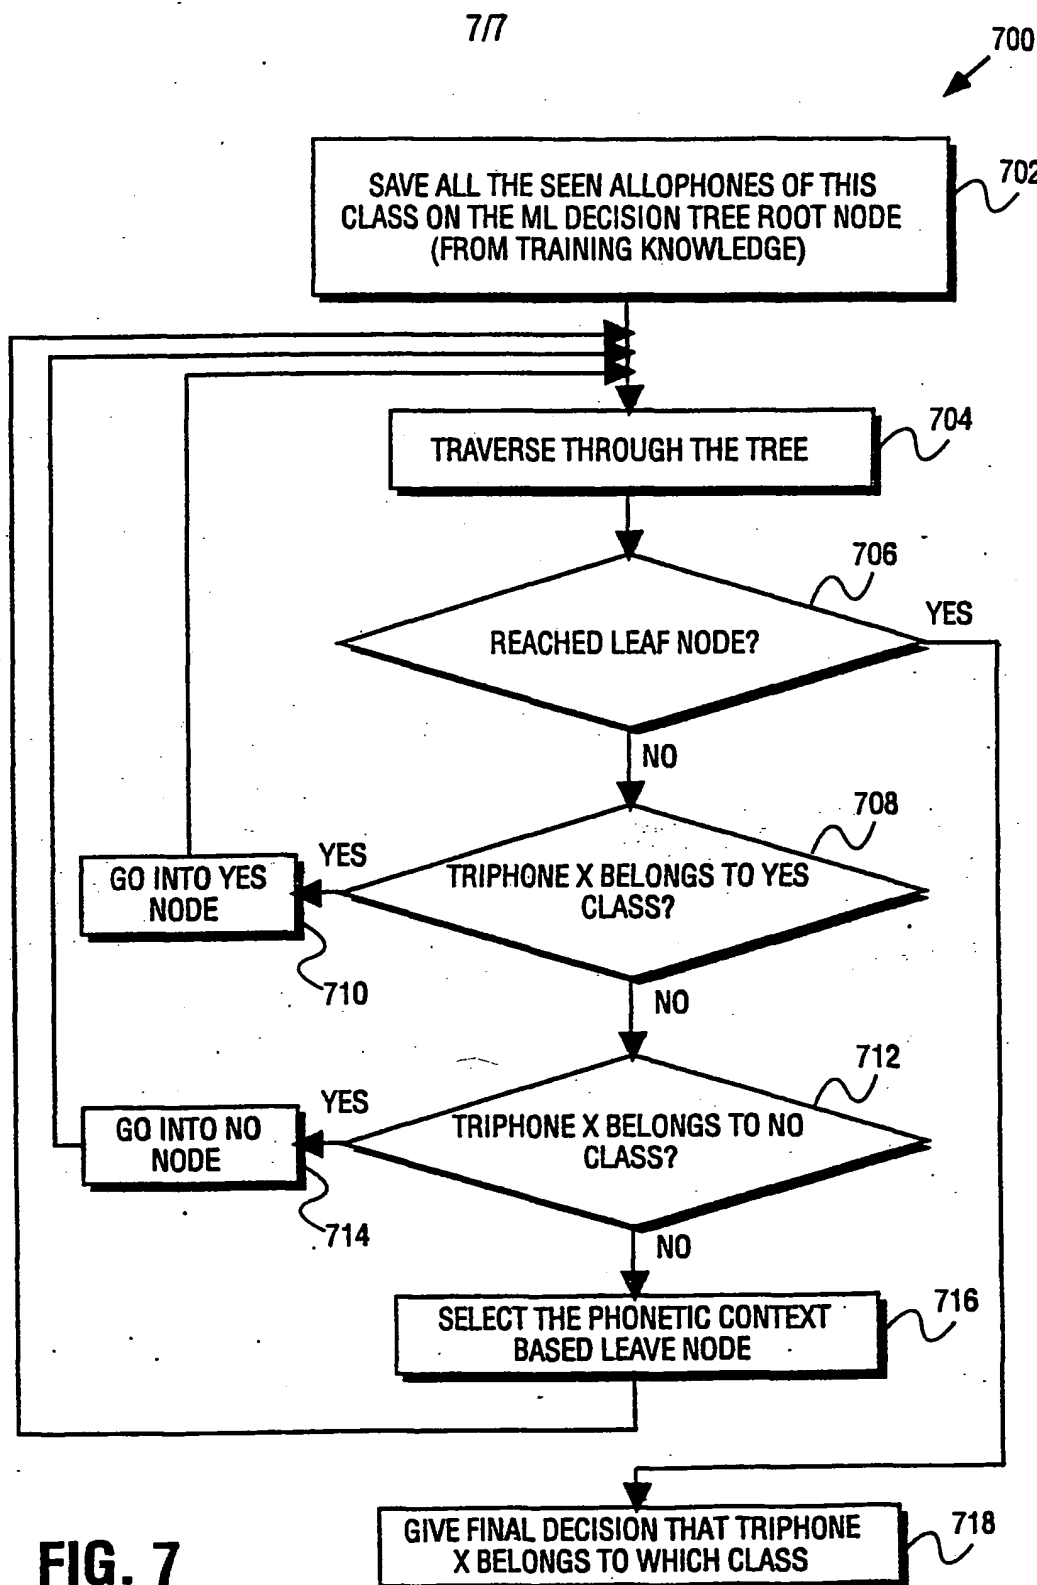 7/7
700
SAVE ALL THE SEEN ALLOPHONES OF THIS
CLASS ON THE ML DECISION TREE ROOT NODE
(FROM TRAINING KNOWLEDGE)
702
TRAVERSE THROUGH THE TREE
704
706
REACHED LEAF NODE?
YES
NO
708
TRIPHONE X BELONGS TO YES
CLASS?
YES
GO INTO YES
NODE
710
NO
712
TRIPHONE X BELONGS TO NO
CLASS?
YES
GO INTO NO
NODE
714
NO
SELECT THE PHONETIC CONTEXT
BASED LEAVE NODE
716
GIVE FINAL DECISION THAT TRIPHONE
X BELONGS TO WHICH CLASS
718
FIG. 7